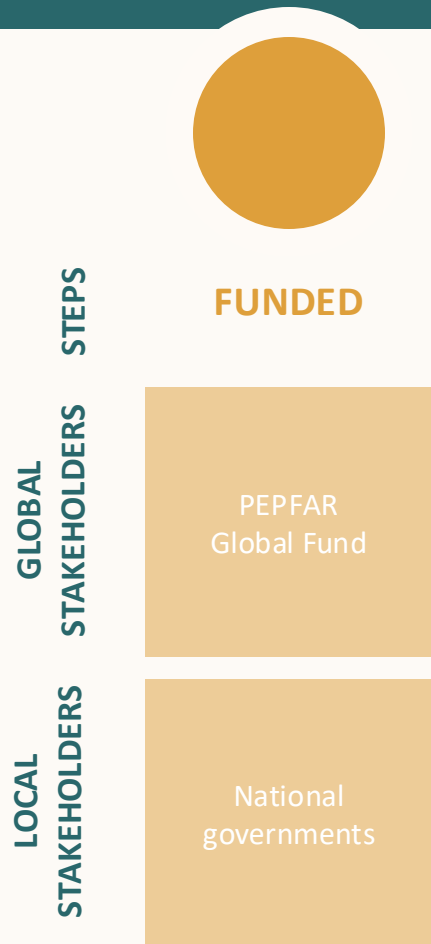 STEPS
FUNDED
GLOBAL
STAKEHOLDERS
PEPFAR
Global Fund
LOCAL
STAKEHOLDERS
National
governments